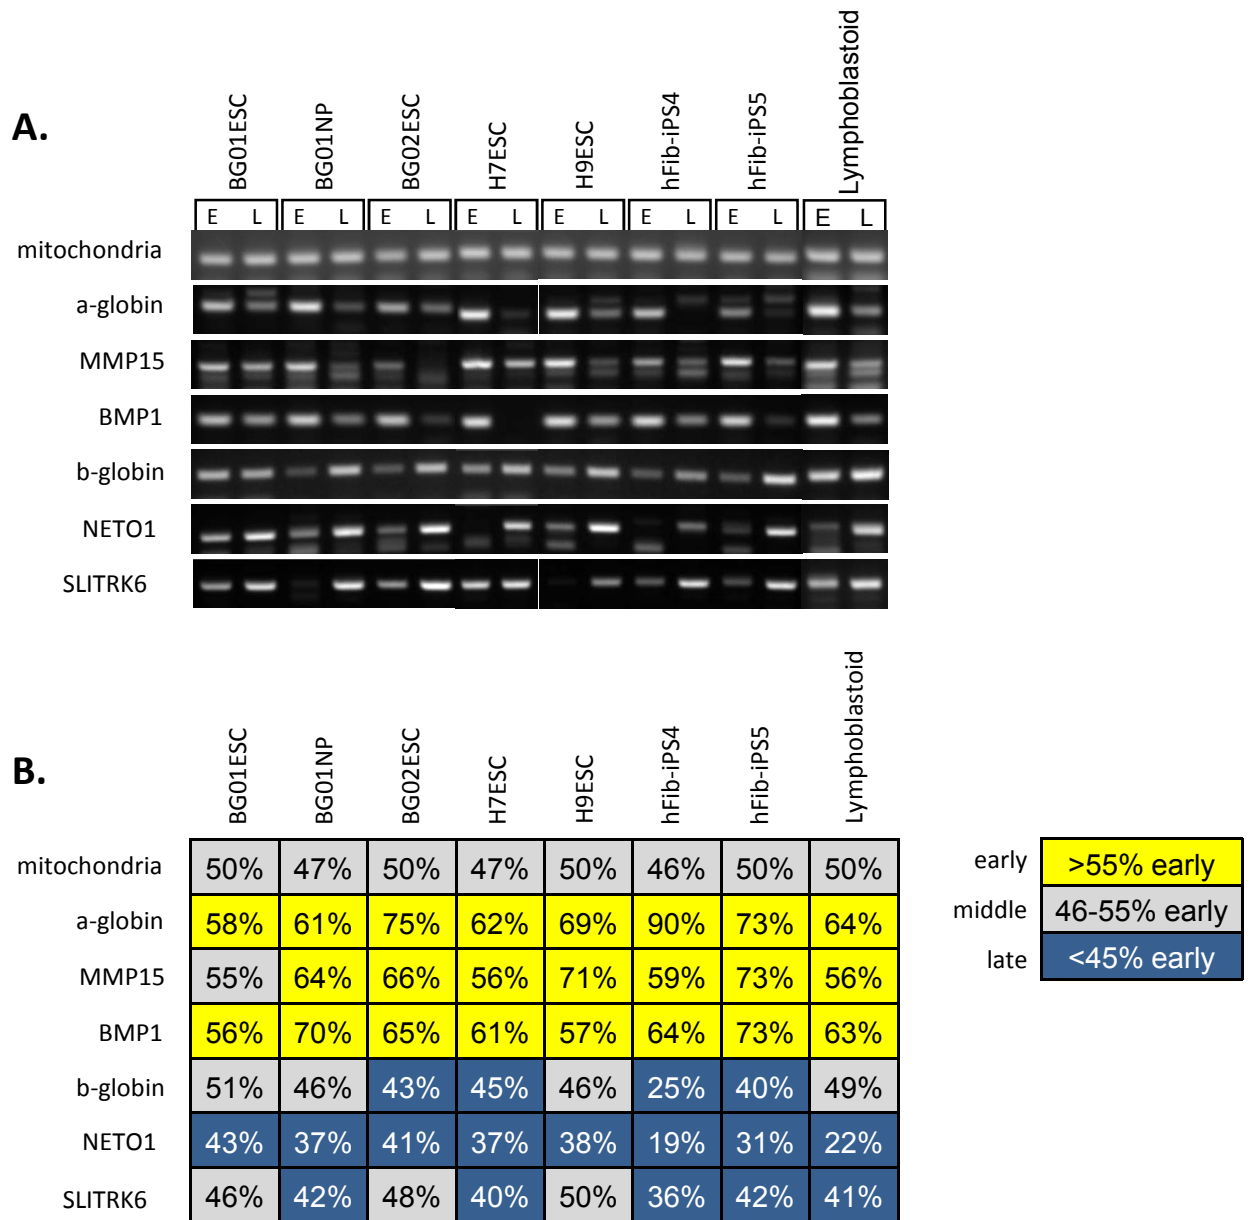 A.
BG01ESC BG01NP BG02ESC H7ESC H9ESC hFib-iPS4 hFib-iPS5 Lymphoblastoid
E L E L E L E L E L E L E L E L
mitochondria
a-globin
MMP15
BMP1
b-globin
NETO1
SLITRK6
B.
BG01ESC BG01NP BG02ESC H7ESC H9ESC hFib-iPS4 hFib-iPS5 Lymphoblastoid
mitochondria 50% 47% 50% 47% 50% 46% 50% 50%
a-globin 58% 61% 75% 62% 69% 90% 73% 64%
MMP15 55% 64% 66% 56% 71% 59% 73% 56%
BMP1 56% 70% 65% 61% 57% 64% 73% 63%
b-globin 51% 46% 43% 45% 46% 25% 40% 49%
NETO1 43% 37% 41% 37% 38% 19% 31% 22%
SLITRK6 46% 42% 48% 40% 50% 36% 42% 41%
early >55% early
middle 46-55% early
late <45% early